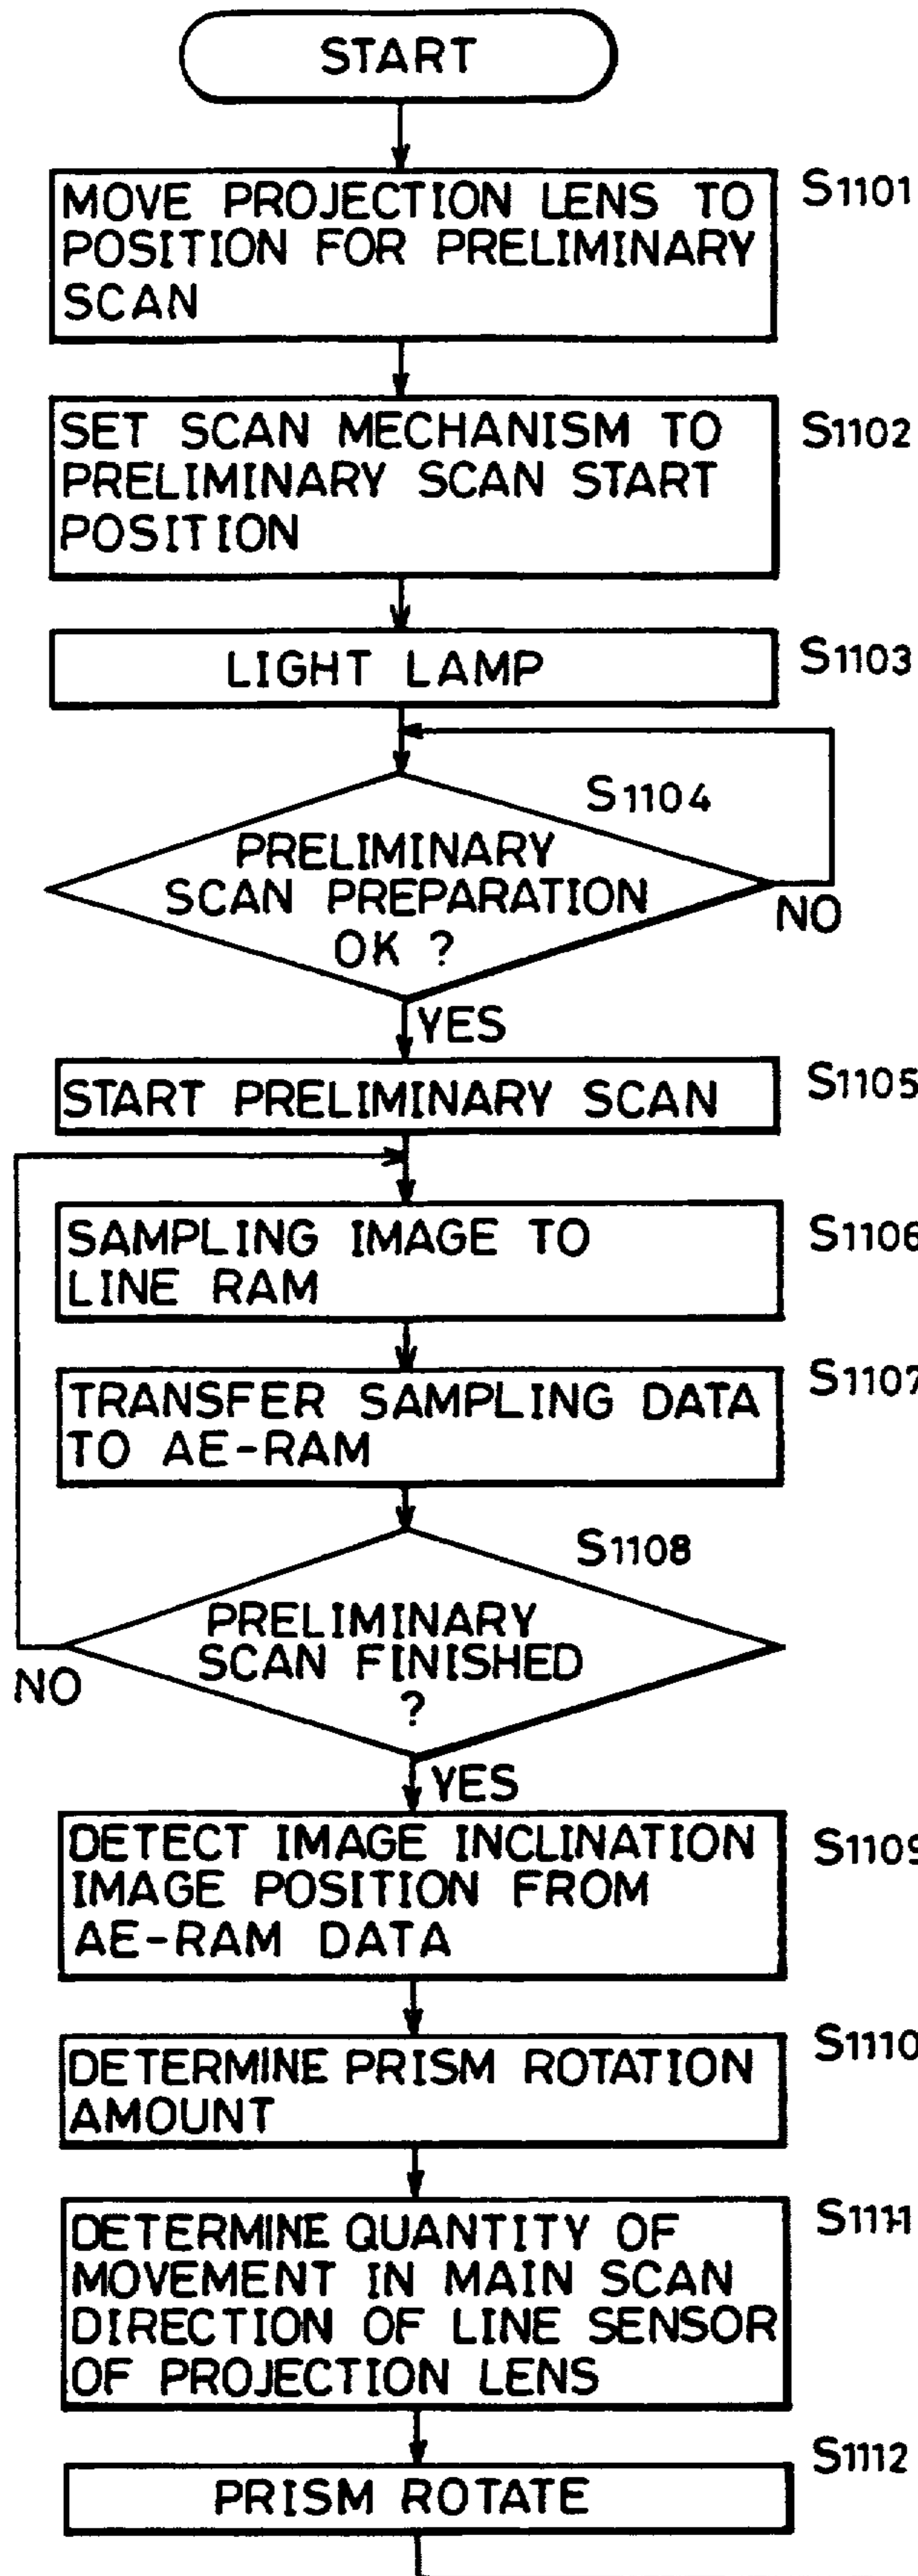 START
MOVE PROJECTION LENS TO
POSITION FOR PRELIMINARY
SCAN
S1101
SET SCAN MECHANISM TO
PRELIMINARY SCAN START
POSITION
S1102
LIGHT LAMP
S1103
S1104
PRELIMINARY
SCAN PREPARATION
OK ?
NO
YES
START PRELIMINARY SCAN
S1105
SAMPLING IMAGE TO
LINE RAM
S1106
TRANSFER SAMPLING DATA
TO AE-RAM
S1107
S1108
PRELIMINARY
SCAN FINISHED
?
NO
YES
DETECT IMAGE INCLINATION
IMAGE POSITION FROM
AE-RAM DATA
S1109
DETERMINE PRISM ROTATION
AMOUNT
S1110
DETERMINE QUANTITY OF
MOVEMENT IN MAIN SCAN
DIRECTION OF LINE SENSOR
OF PROJECTION LENS
S1111
PRISM ROTATE
S1112